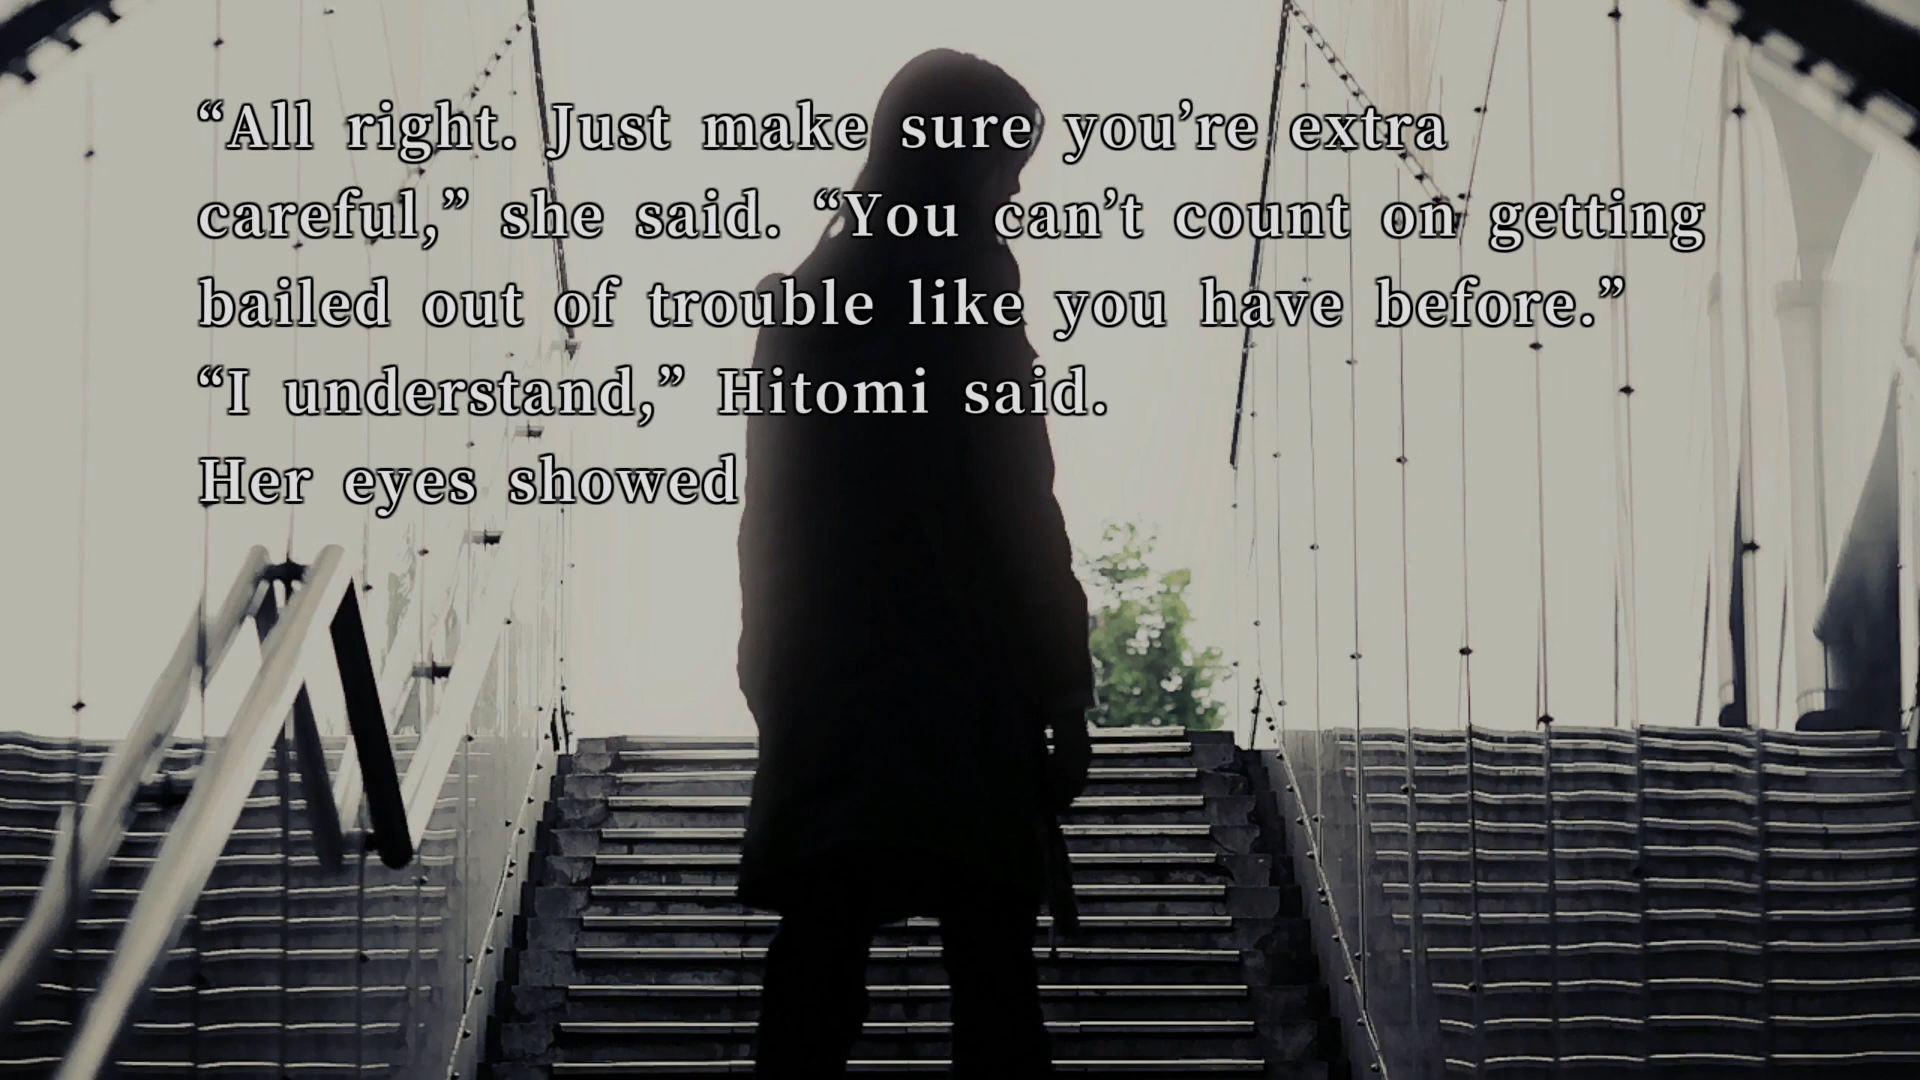 “All right. Just make sure you’re extra
careful,” she said. “You can’t count on getting
bailed out of trouble like you have before.”
“I understand,” Hitomi said.
Her eyes showed